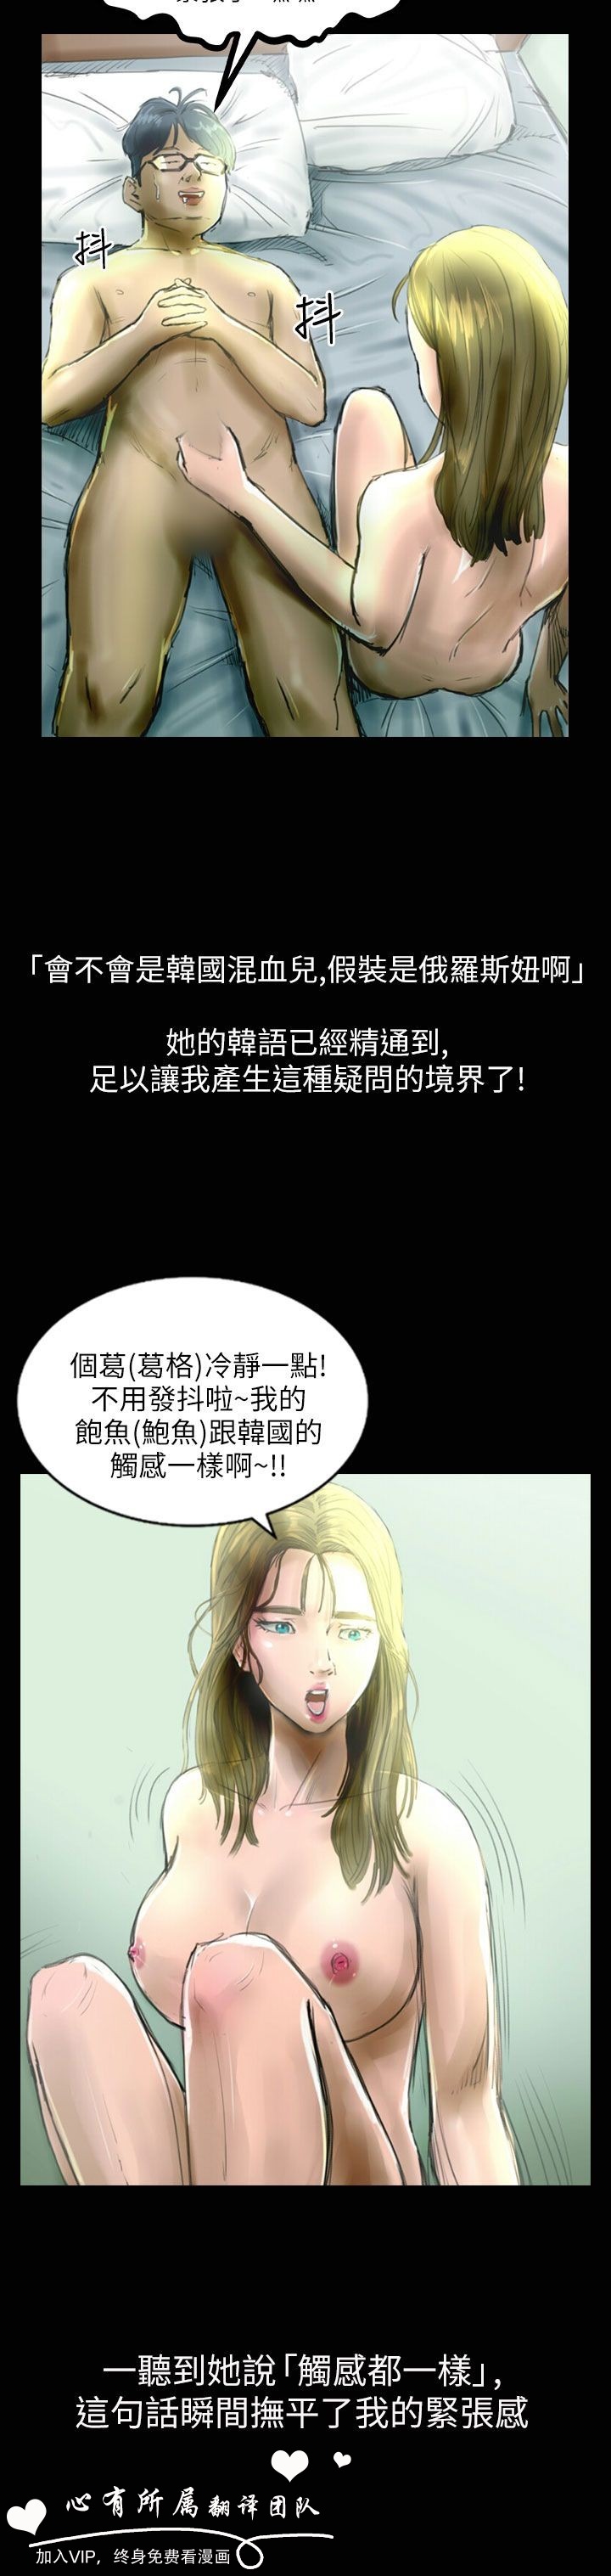 抖
抖
「會不會是韓國混血兒,假裝是俄羅斯妞啊」
她的韓語已經精通到,
足以讓我產生這種疑問的境界了!
個葛(葛格)冷靜一點!
不用發抖啦~我的
鮑魚(鮑魚)跟韓國的
觸感一樣啊~!!
一聽到她說「觸感都一樣」,
這句話瞬間撫平了我的緊張感
心有所属翻译团队
加入VIP，终身免费看漫画